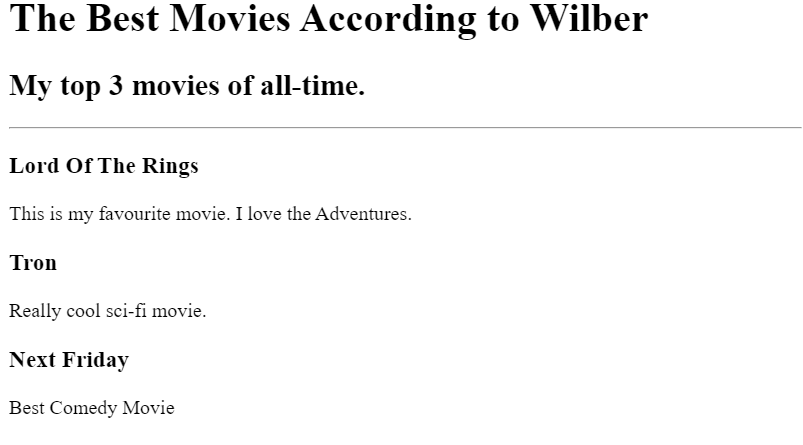 The Best Movies According to Wilber
My top 3 movies of all-time.
Lord Of The Rings
This is my favourite movie. I love the Adventures.
Tron
Really cool sci-fi movie.
Next Friday
Best Comedy Movie